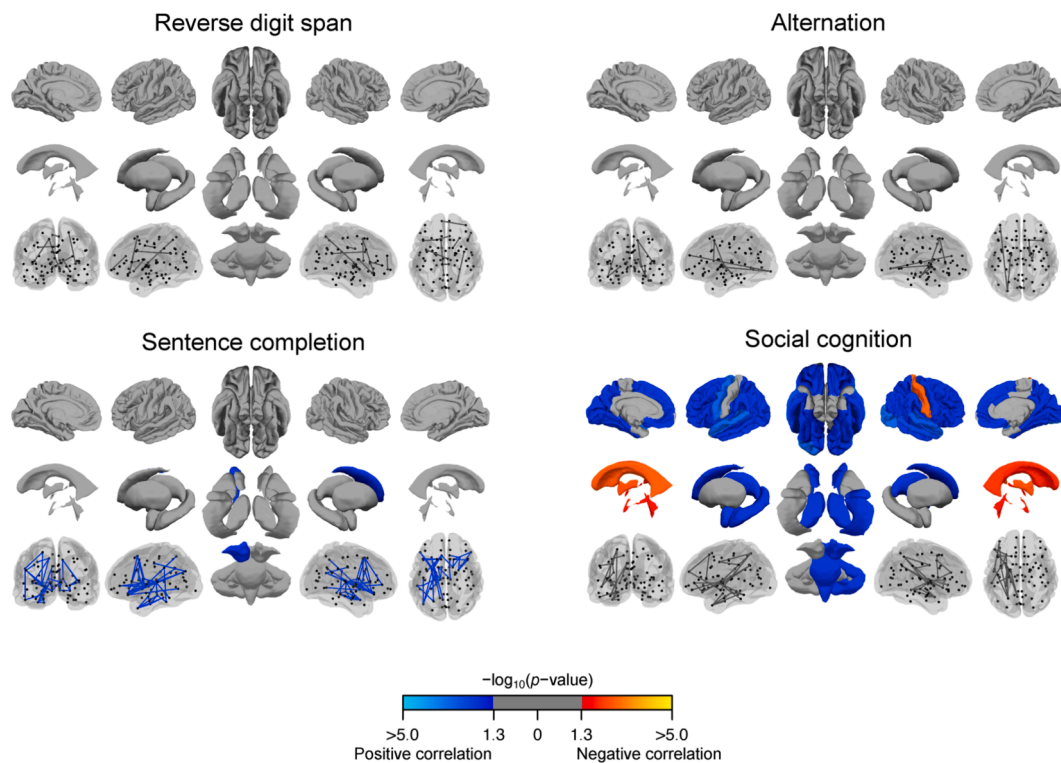 Reverse digit span
Alternation
Sentence completion
Social cognition
−log₁₀(p−value)
>5.0 1.3 0 1.3 >5.0
Positive correlation Negative correlation